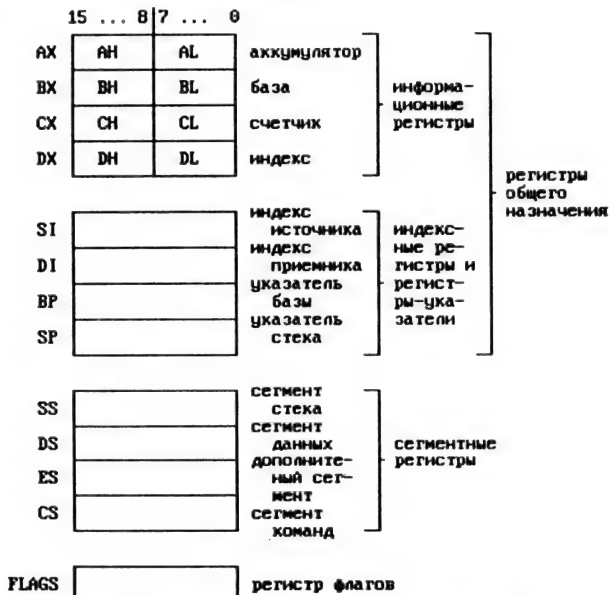 15 ... 8 7 ... 0
AX AH AL аккумулятор
BX BH BL база
CX CH CL счетчик
DX DH DL индекс
информа-
ционные
регистры
регистры
общего
назначения
SI индекс
источника
DI индекс
приемника
BP указатель
базы
SP указатель
стека
индекс-
ные ре-
гистры и
регист-
ры-ука-
затели
SS сегмент
стека
DS сегмент
данных
ES дополните-
ный сег-
мент
CS сегмент
команд
сегментные
регистры
FLAGS регистр флагов